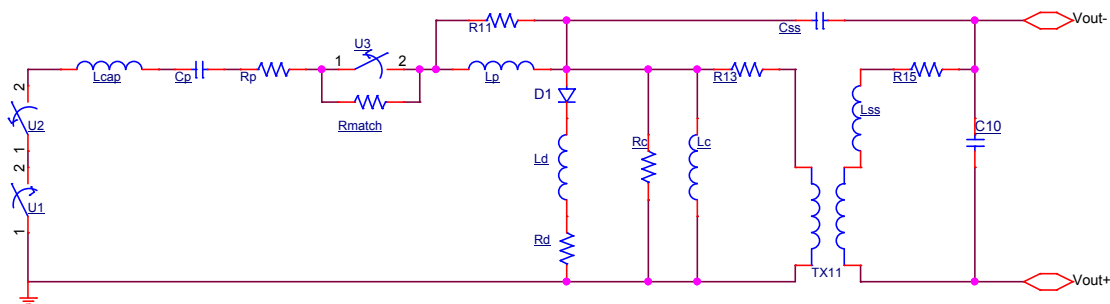 Vout-
R11
Css
U3
1 2
Lcap
Cp
Rp
Lp
R13
R15
2
D1
Lss
U2
Rmatch
C10
1
Rc
Lc
Ld
2
U1
Rd
1
TX11
Vout+